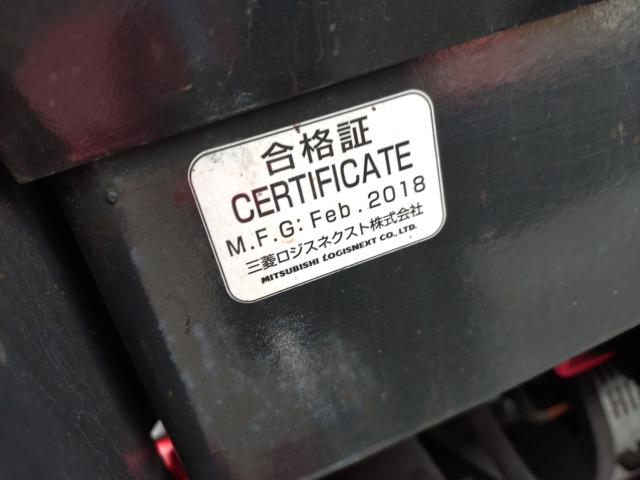 合格証
CERTIFICATE
M.F.G: Feb. 2018
三菱ロジスネクスト株式会社
MITSUBISHI LOGISNEXT CO., LTD.